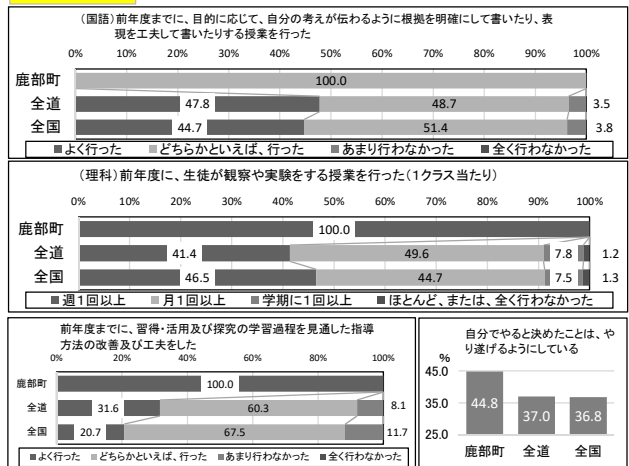 （国語）前年度までに、目的に応じて、自分の考えが伝わるように根拠を明確にして書いたり、表
現を工夫して書いたりする授業を行った
0% 10% 20% 30% 40% 50% 60% 70% 80% 90% 100%
鹿部町 100.0
全道 47.8 48.7 3.5
全国 44.7 51.4 3.8
■よく行った ■どちらかといえば、行った ■あまり行わなかった ■全く行わなかった
（理科）前年度に、生徒が観察や実験をする授業を行った（1クラス当たり）
0% 10% 20% 30% 40% 50% 60% 70% 80% 90% 100%
鹿部町 100.0
全道 41.4 49.6 7.8 1.2
全国 46.5 44.7 7.5 1.3
■週1回以上 ■月1回以上 ■学期に1回以上 ■ほとんど、または、全く行わなかった
前年度までに、習得・活用及び探究の学習過程を見通した指導
方法の改善及び工夫をした
0% 20% 40% 60% 80% 100%
鹿部町 100.0
全道 31.6 60.3 8.1
全国 20.7 67.5 11.7
■よく行った ■どちらかといえば、行った ■あまり行わなかった ■全く行わなかった
自分でやると決めたことは、や
り遂げるようにしている
%
45.0
35.0
25.0
44.8 37.0 36.8
鹿部町 全道 全国